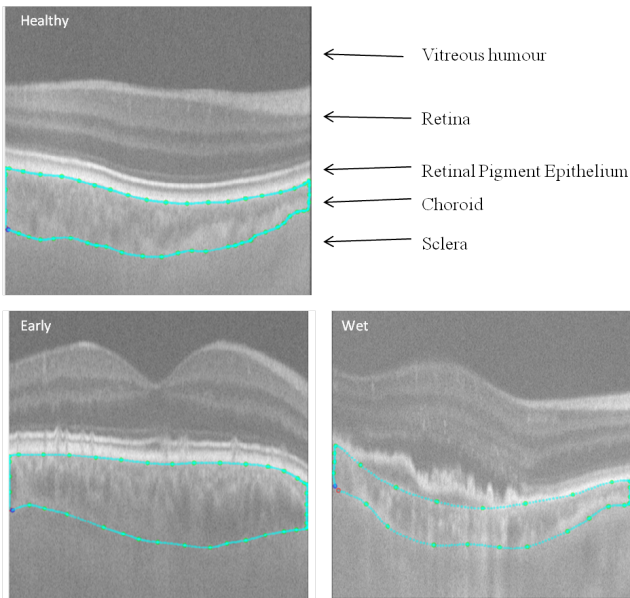 Healthy
Vitreous humour
Retina
Retinal Pigment Epithelium
Choroid
Sclera
Early
Wet